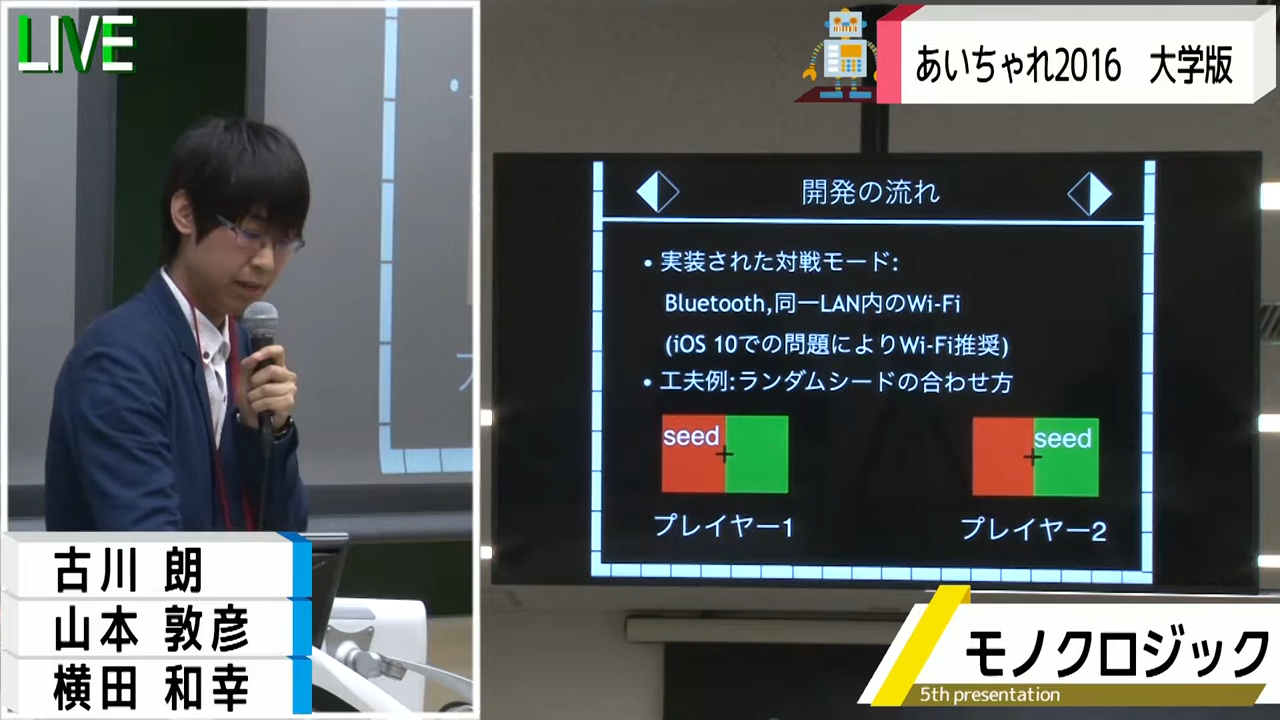 LIVE
あいちゃれ2016 大学版
開発の流れ
• 実装された対戦モード:
Bluetooth,同一LAN内のWi-Fi
(iOS 10での問題によりWi-Fi推奨)
• 工夫例:ランダムシードの合わせ方
seed
seed
プレイヤー1
プレイヤー2
古川 朗
山本 敦彦
横田 和幸
モノクロジック
5th presentation